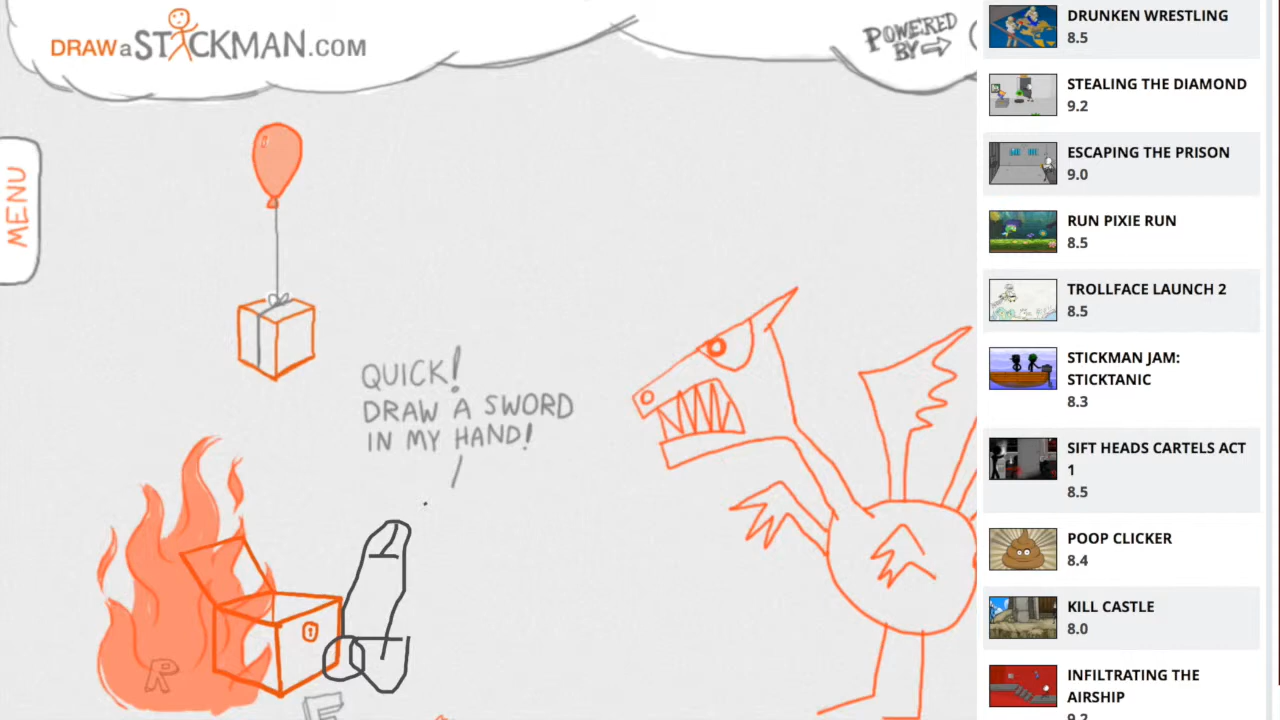 DRAWaSTICKMAN.COM
POWERED
BY
MENU
QUICK!
DRAW A SWORD
IN MY HAND!
R
DRUNKEN WRESTLING
8.5
STEALING THE DIAMOND
9.2
ESCAPING THE PRISON
9.0
RUN PIXIE RUN
8.5
TROLLFACE LAUNCH 2
8.5
STICKMAN JAM:
STICKTANIC
8.3
SIFT HEADS CARTELS ACT
1
8.5
POOP CLICKER
8.4
KILL CASTLE
8.0
INFILTRATING THE
AIRSHIP
9.2